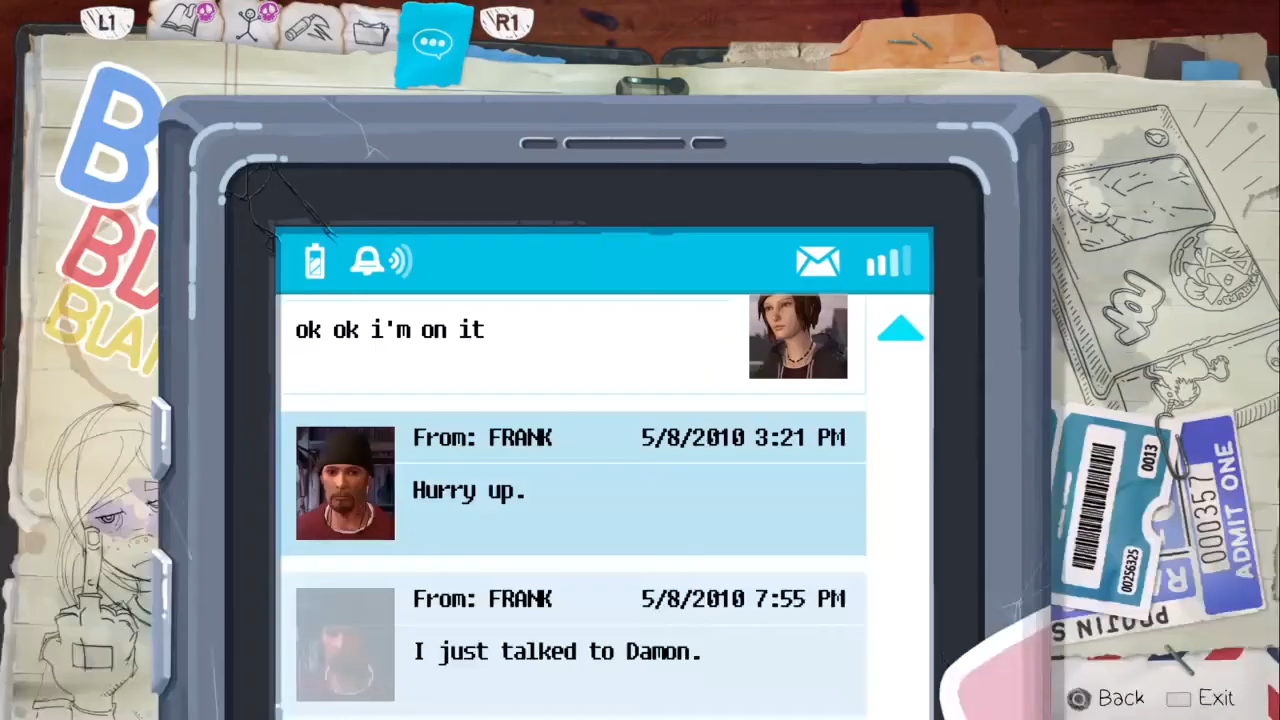 L1
R1
ok ok i'm on it
From: FRANK 5/8/2010 3:21 PM
Hurry up.
From: FRANK 5/8/2010 7:55 PM
I just talked to Damon.
0013
00256325
000357
ADMIT ONE
Back
Exit